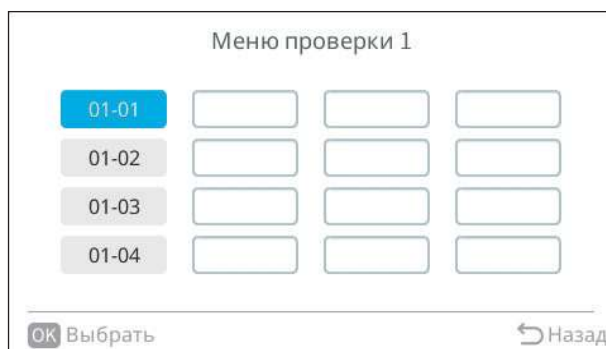 Меню проверки 1
01-01
01-02
01-03
01-04
OK Выбрать
Назад